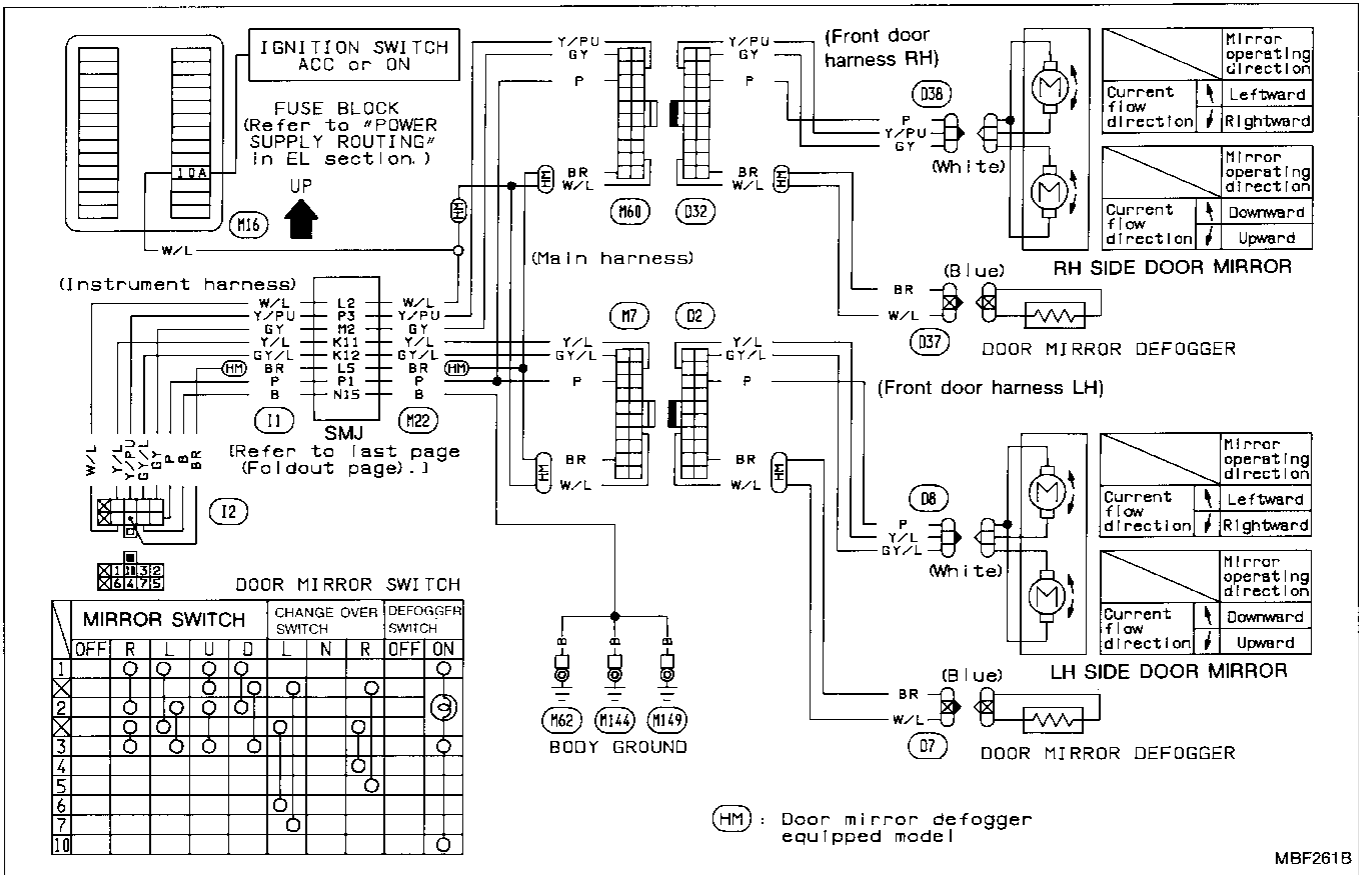 IGNITION SWITCH
ACC or ON
FUSE BLOCK
(Refer to "POWER
SUPPLY ROUTING"
in EL section.)
UP
10A
M16
W/L
(Instrument harness)
W/L L2 W/L
Y/PU P3 Y/PU
GY M2 GY
Y/L K11 Y/L
GY/L K12 GY/L
HM BR L5 BR HM
P P1 P
B N15 B
I1
M22
SMJ
[Refer to last page
(Foldout page).]
W/L
Y/L
Y/PU
GY/L
GY
P
B
BR
I2
1 10 3 2
6 4 7 5
DOOR MIRROR SWITCH
MIRROR SWITCH
CHANGE OVER
SWITCH
DEFOGGER
SWITCH
OFF R L U D L N R OFF ON
1
2
3
4
5
6
7
10
Y/PU
GY
P
HM
HM
BR
W/L
M60
Y/PU
GY
P
BR
W/L
HM
D32
(Main harness)
M7
D2
Y/L
GY/L
P
HM
BR
W/L
Y/L
GY/L
P
BR
W/L
HM
B
B
B
M62
M144
M149
BODY GROUND
(Front door
harness RH)
D38
P
Y/PU
GY
(White)
M
M
Mirror
operating
direction
Current
flow
direction
Leftward
Rightward
Mirror
operating
direction
Current
flow
direction
Downward
Upward
RH SIDE DOOR MIRROR
(Blue)
BR
W/L
D37
DOOR MIRROR DEFOGGER
(Front door harness LH)
D8
P
Y/L
GY/L
(White)
M
M
Mirror
operating
direction
Current
flow
direction
Leftward
Rightward
Mirror
operating
direction
Current
flow
direction
Downward
Upward
LH SIDE DOOR MIRROR
(Blue)
BR
W/L
D7
DOOR MIRROR DEFOGGER
HM : Door mirror defogger
equipped model
MBF261B